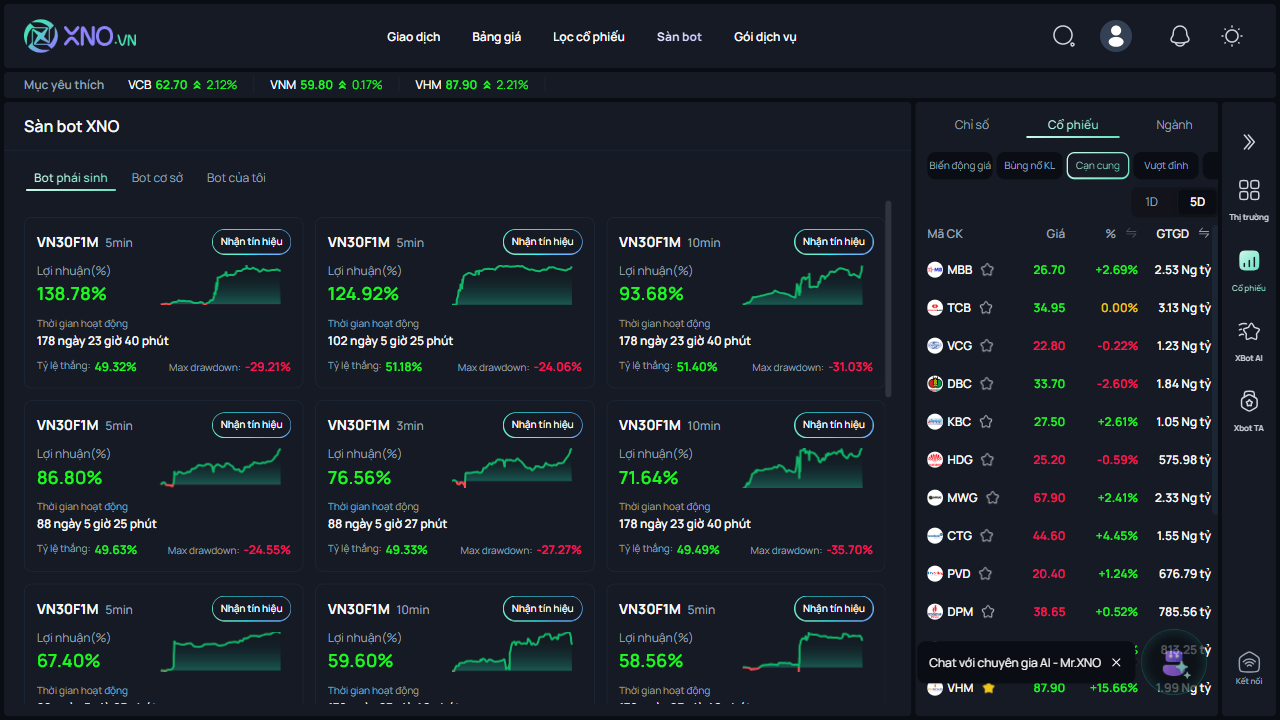 XNO.VN
Giao dịch Bảng giá Lọc cổ phiếu Sàn bot Gói dịch vụ
Mục yêu thích VCB 62.70 2.12% VNM 59.80 0.17% VHM 87.90 2.21%
Sàn bot XNO
Bot phái sinh Bot cơ sở Bot của tôi
VN30F1M 5min Nhận tín hiệu
Lợi nhuận(%)
138.78%
Thời gian hoạt động
178 ngày 23 giờ 40 phút
Tỷ lệ thắng: 49.32% Max drawdown: -29.21%
VN30F1M 5min Nhận tín hiệu
Lợi nhuận(%)
124.92%
Thời gian hoạt động
102 ngày 5 giờ 25 phút
Tỷ lệ thắng: 51.18% Max drawdown: -24.06%
VN30F1M 10min Nhận tín hiệu
Lợi nhuận(%)
93.68%
Thời gian hoạt động
178 ngày 23 giờ 40 phút
Tỷ lệ thắng: 51.40% Max drawdown: -31.03%
VN30F1M 5min Nhận tín hiệu
Lợi nhuận(%)
86.80%
Thời gian hoạt động
88 ngày 5 giờ 25 phút
Tỷ lệ thắng: 49.63% Max drawdown: -24.55%
VN30F1M 3min Nhận tín hiệu
Lợi nhuận(%)
76.56%
Thời gian hoạt động
88 ngày 5 giờ 27 phút
Tỷ lệ thắng: 49.33% Max drawdown: -27.27%
VN30F1M 10min Nhận tín hiệu
Lợi nhuận(%)
71.64%
Thời gian hoạt động
178 ngày 23 giờ 40 phút
Tỷ lệ thắng: 49.49% Max drawdown: -35.70%
VN30F1M 5min Nhận tín hiệu
Lợi nhuận(%)
67.40%
Thời gian hoạt động
VN30F1M 10min Nhận tín hiệu
Lợi nhuận(%)
59.60%
Thời gian hoạt động
VN30F1M 5min Nhận tín hiệu
Lợi nhuận(%)
58.56%
Thời gian hoạt động
Chỉ số Cổ phiếu Ngành
Biến động giá Bùng nổ KL Cạn cung Vượt đỉnh
1D 5D
Mã CK Giá % GTGD
MBB 26.70 +2.69% 2.53 Ng tỷ
TCB 34.95 0.00% 3.13 Ng tỷ
VCG 22.80 -0.22% 1.23 Ng tỷ
DBC 33.70 -2.60% 1.84 Ng tỷ
KBC 27.50 +2.61% 1.05 Ng tỷ
HDG 25.20 -0.59% 575.98 tỷ
MWG 67.90 +2.41% 2.33 Ng tỷ
CTG 44.60 +4.45% 1.55 Ng tỷ
PVD 20.40 +1.24% 676.79 tỷ
DPM 38.65 +0.52% 785.56 tỷ
813.25 tỷ
Chat với chuyên gia AI - Mr.XNO
VHM 87.90 +15.66% 1.99 Ng tỷ
Thị trường
Cổ phiếu
XBot AI
Xbot TA
Kết nối